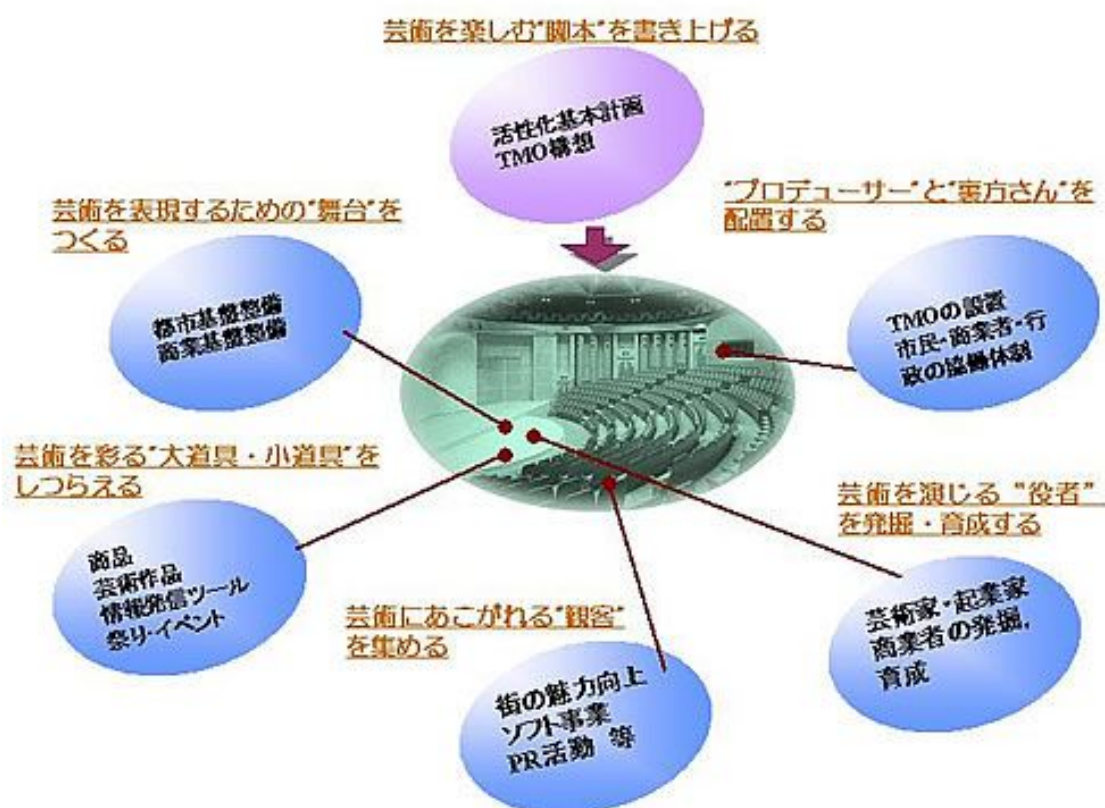 芸術を楽しむ"脚本"を書き上げる
活性化基本計画
TMO構想
"プロデューサー"と"裏方さん"を
配置する
TMOの設置
市民・商業者・行
政の協働体制
芸術を表現するための"舞台"を
つくる
都市基盤整備
商業基盤整備
芸術を彩る"大道具・小道具"を
しつらえる
商品
芸術作品
情報発信ツール
祭り・イベント
芸術にあこがれる"観客"
を集める
街の魅力向上
ソフト事業
PR活動 等
芸術を演じる "役者"
を発掘・育成する
芸術家・起業家
商業者の発掘,
育成